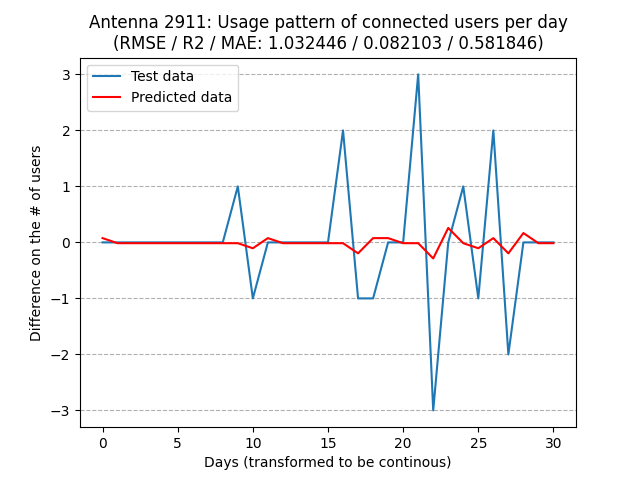 Antenna 2911: Usage pattern of connected users per day
(RMSE / R2 / MAE: 1.032446 / 0.082103 / 0.581846)
Test data
Predicted data
Difference on the # of users
3
2
1
0
−1
−2
−3
0 5 10 15 20 25 30
Days (transformed to be continous)